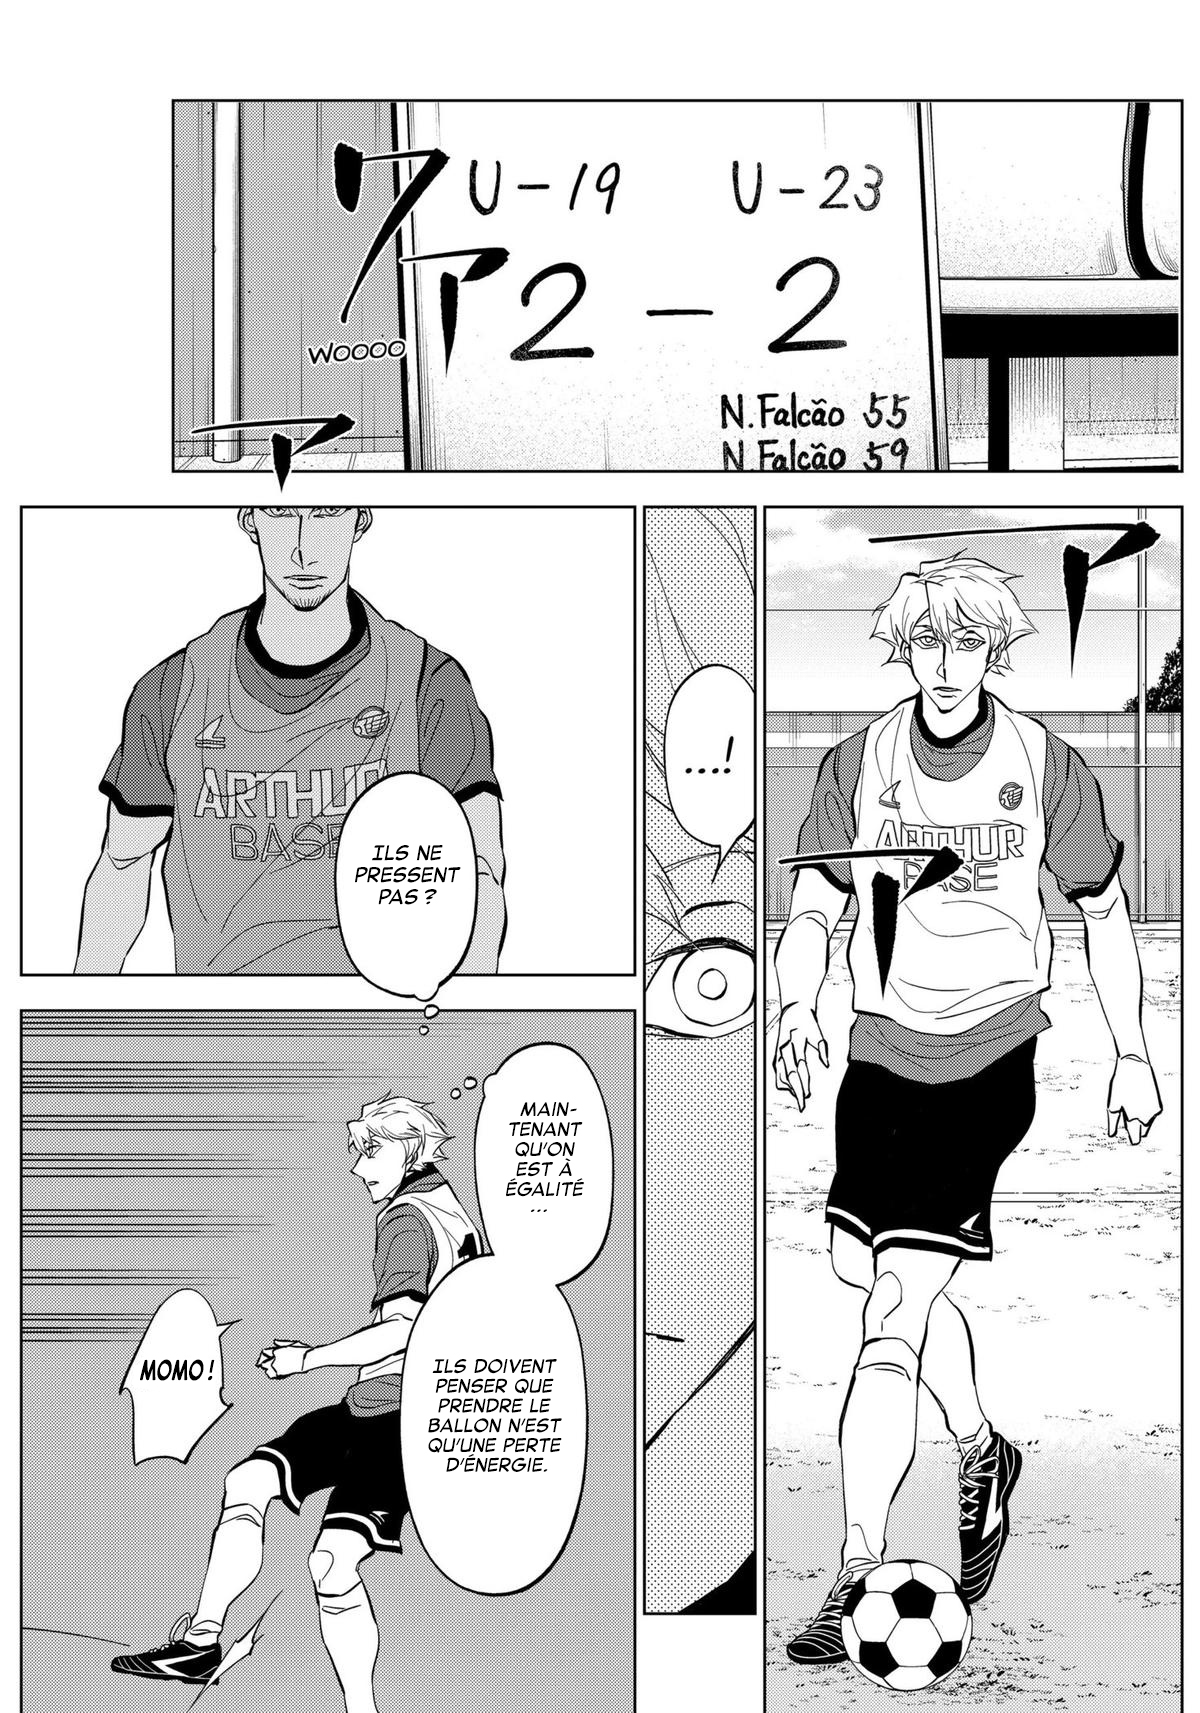 U-19 U-23
2-2
N.Falcão 55
N.Falcão 59
ワァァ
WOOOO
アア
ARTHUR
BASE
....!
ARTHUR
BASE
ILS NE
PRESSENT
PAS ?
MAIN-
TENANT
QU'ON
EST À
ÉGALITÉ
...
ILS DOIVENT
PENSER QUE
PRENDRE LE
BALLON N'EST
QU'UNE PERTE
D'ÉNERGIE.
MOMO !